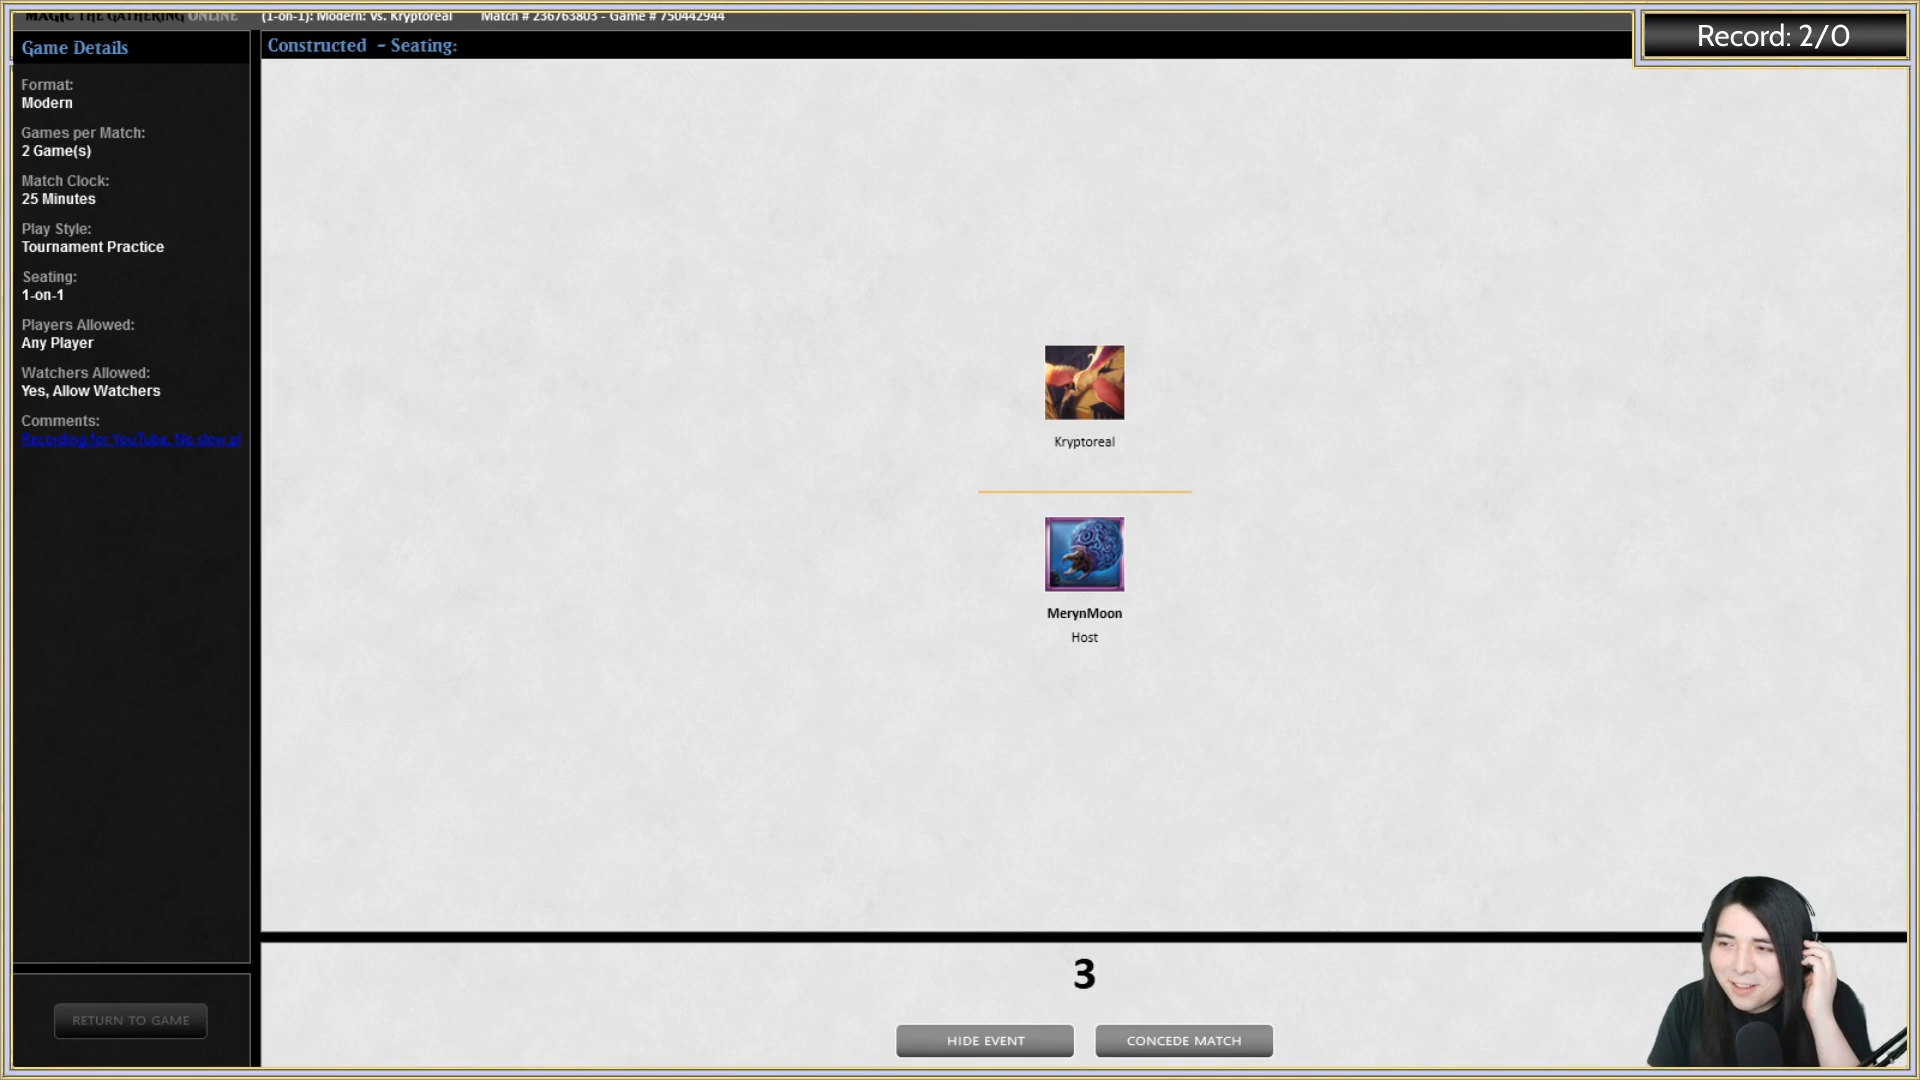 MAGIC THE GATHERING ONLINE
(1-on-1): Modern: Vs. Kryptoreal Match # 236763803 - Game # 750442944
Record: 2/0
Game Details
Constructed - Seating:
Format:
Modern
Games per Match:
2 Game(s)
Match Clock:
25 Minutes
Play Style:
Tournament Practice
Seating:
1-on-1
Players Allowed:
Any Player
Watchers Allowed:
Yes, Allow Watchers
Comments:
Recording for YouTube. No slow pl
Kryptoreal
MerynMoon
Host
3
RETURN TO GAME
HIDE EVENT
CONCEDE MATCH